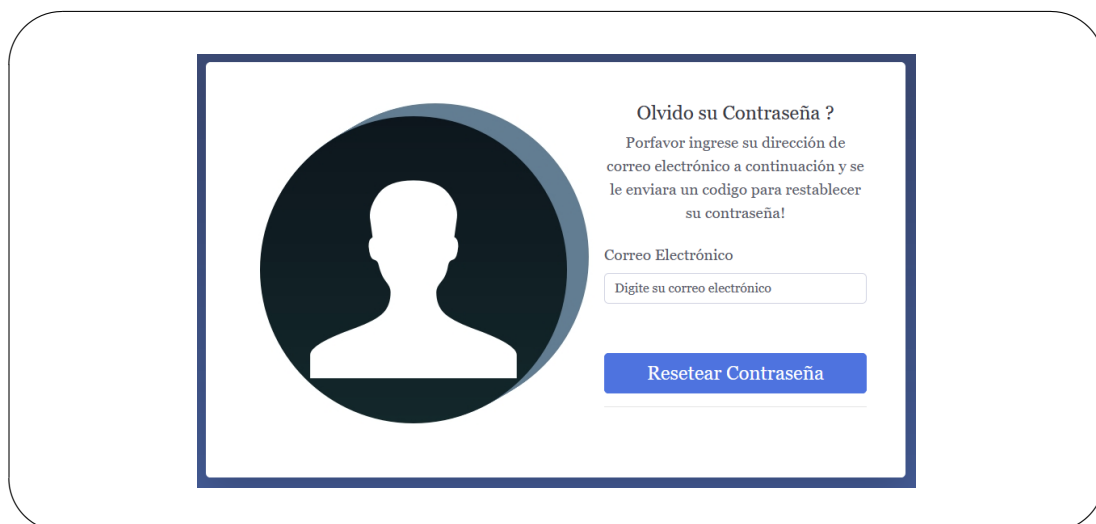 Olvido su Contraseña ?
Porfavor ingrese su dirección de
correo electrónico a continuación y se
le enviara un codigo para restablecer
su contraseña!
Correo Electrónico
Digite su correo electrónico
Resetear Contraseña